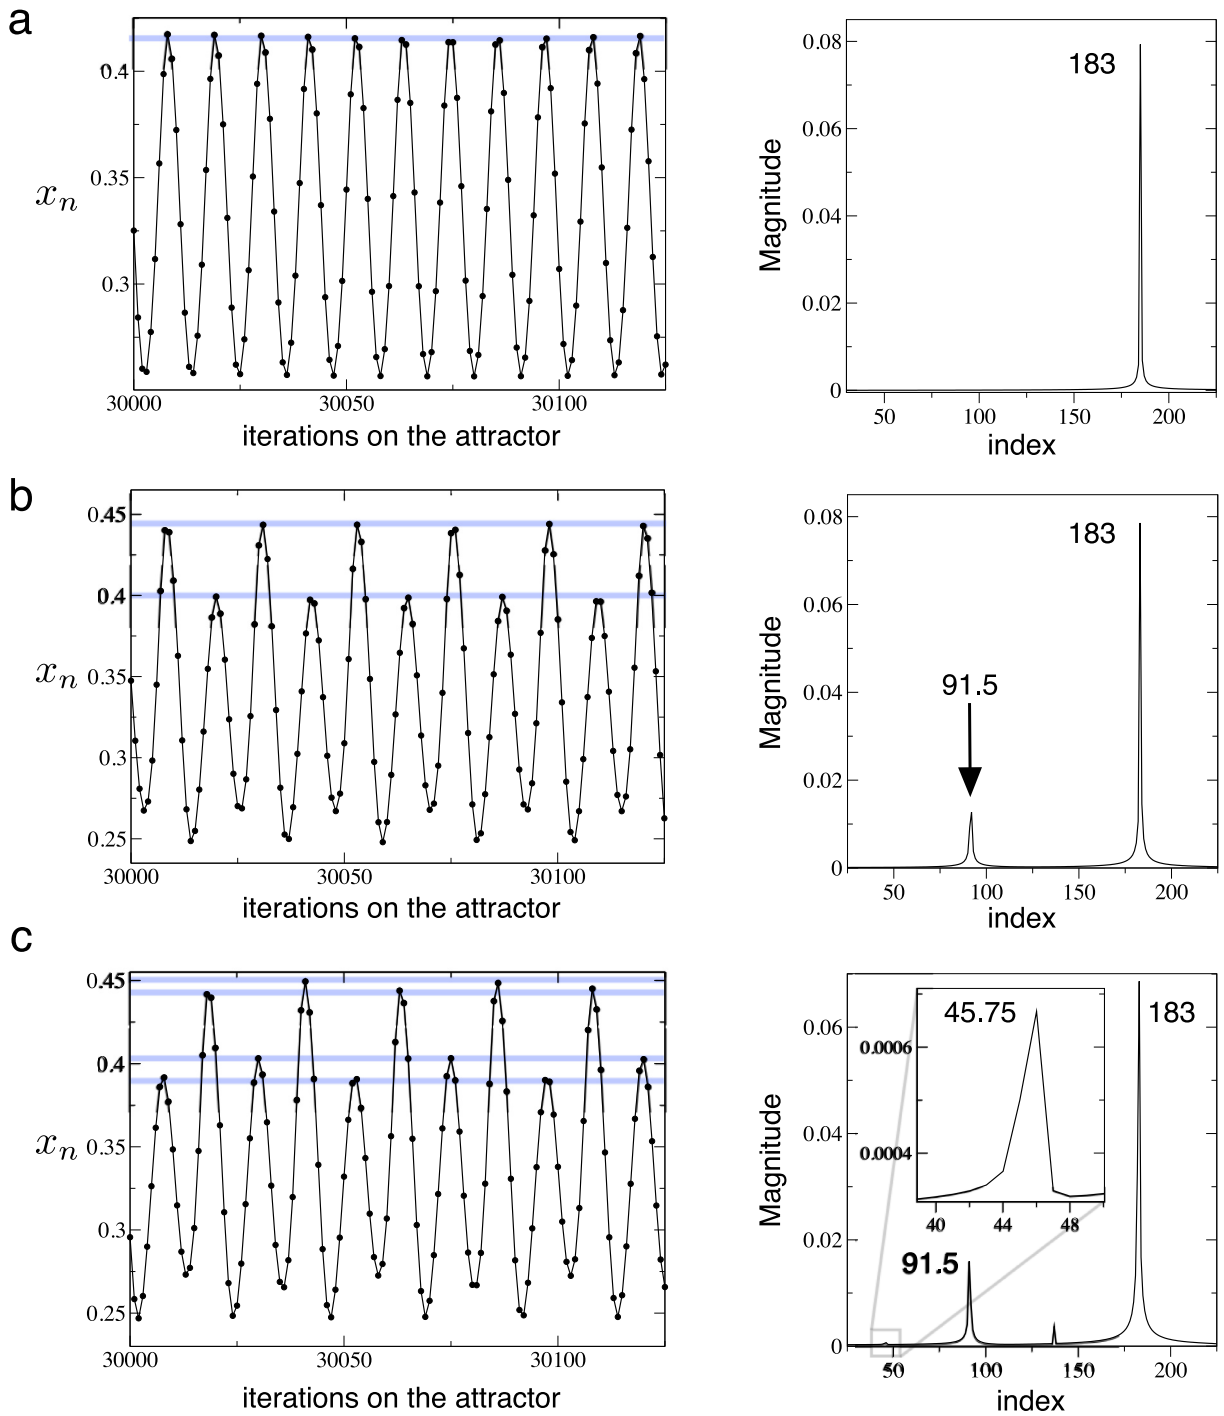 a
0.4
0.35
0.3
xₙ
30000 30050 30100
iterations on the attractor
0.08
0.06
0.04
0.02
0
Magnitude
183
50 100 150 200
index
b
0.45
0.4
0.35
0.3
0.25
xₙ
30000 30050 30100
iterations on the attractor
0.08
0.06
0.04
0.02
0
Magnitude
183
91.5
50 100 150 200
index
c
0.45
0.4
0.35
0.3
0.25
xₙ
30000 30050 30100
iterations on the attractor
0.06
0.04
0.02
0
Magnitude
45.75
183
0.0006
0.0004
40 44 48
91.5
50 100 150 200
index